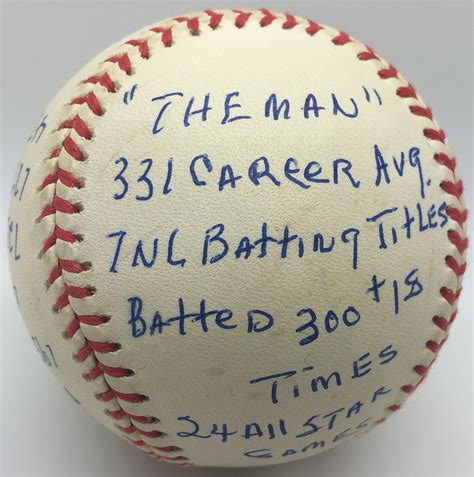 "THE MAN"
331 CAREER AVG.
7 NL BATTING TITLES
BATTED 300 +18
TIMES
24 All STAR
GAMES